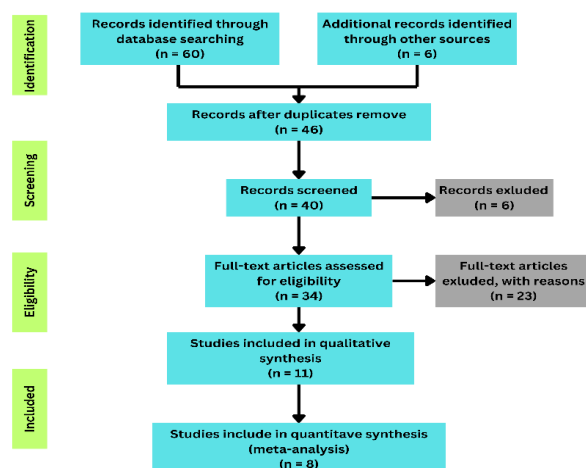 Identification
Records identified through
database searching
(n = 60)
Additional records identified
through other sources
(n = 6)
Records after duplicates remove
(n = 46)
Screening
Records screened
(n = 40)
Records exluded
(n = 6)
Eligibility
Full-text articles assessed
for eligibility
(n = 34)
Full-text articles
exluded, with reasons
(n = 23)
Studies included in qualitative
synthesis
(n = 11)
Included
Studies include in quantitave synthesis
(meta-analysis)
(n = 8)